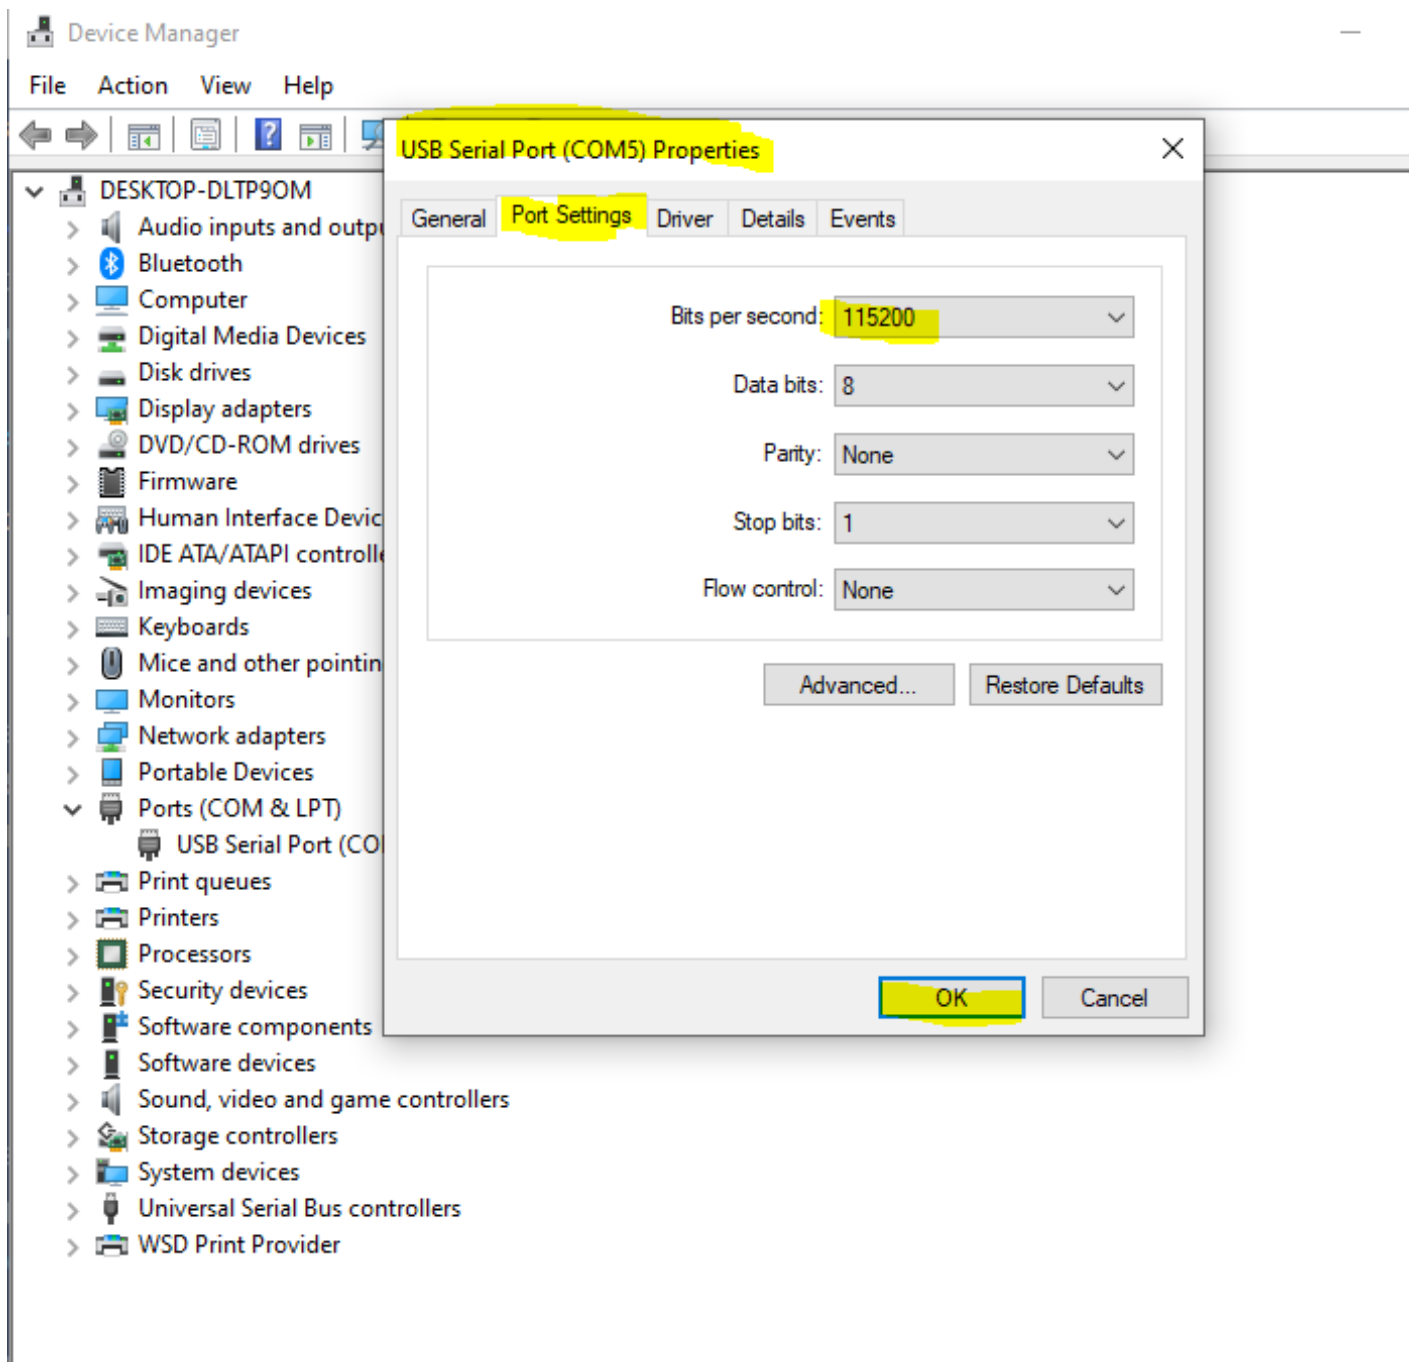 Device Manager
File Action View Help
USB Serial Port (COM5) Properties
General Port Settings Driver Details Events
Bits per second: 115200
Data bits: 8
Parity: None
Stop bits: 1
Flow control: None
Advanced... Restore Defaults
OK Cancel
DESKTOP-DLTP9OM
Audio inputs and outpu
Bluetooth
Computer
Digital Media Devices
Disk drives
Display adapters
DVD/CD-ROM drives
Firmware
Human Interface Devic
IDE ATA/ATAPI controlle
Imaging devices
Keyboards
Mice and other pointin
Monitors
Network adapters
Portable Devices
Ports (COM & LPT)
USB Serial Port (CO
Print queues
Printers
Processors
Security devices
Software components
Software devices
Sound, video and game controllers
Storage controllers
System devices
Universal Serial Bus controllers
WSD Print Provider